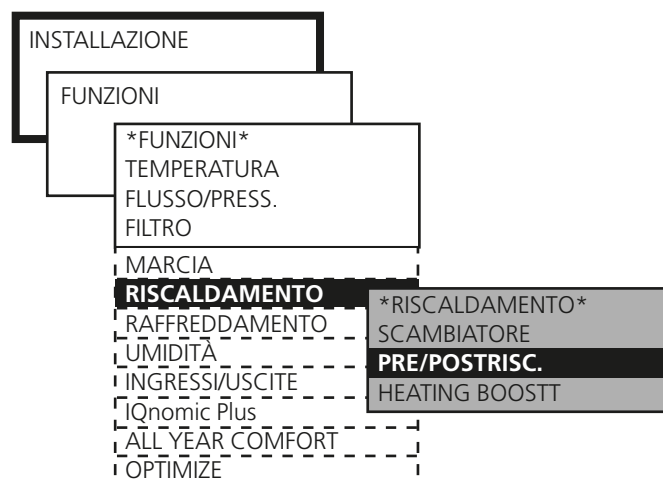 INSTALLAZIONE
FUNZIONI
*FUNZIONI*
TEMPERATURA
FLUSSO/PRESS.
FILTRO
MARCIA
RISCALDAMENTO
RAFFREDDAMENTO
UMIDITÀ
INGRESSI/USCITE
IQnomic Plus
ALL YEAR COMFORT
OPTIMIZE
*RISCALDAMENTO*
SCAMBIATORE
PRE/POSTRISC.
HEATING BOOSTT